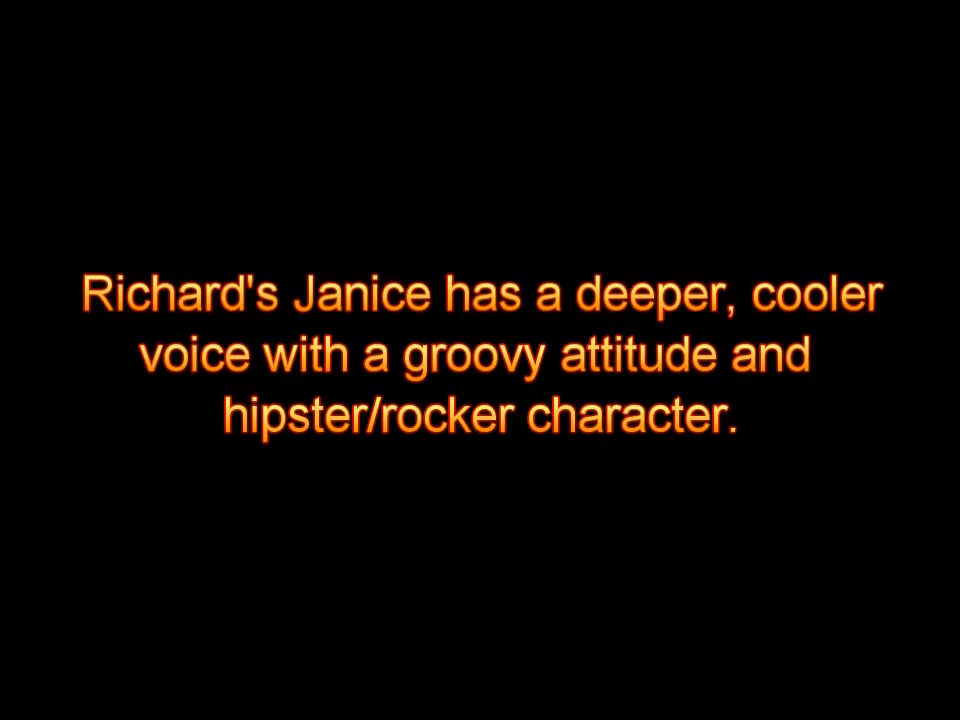 Richard's Janice has a deeper, cooler
voice with a groovy attitude and
hipster/rocker character.